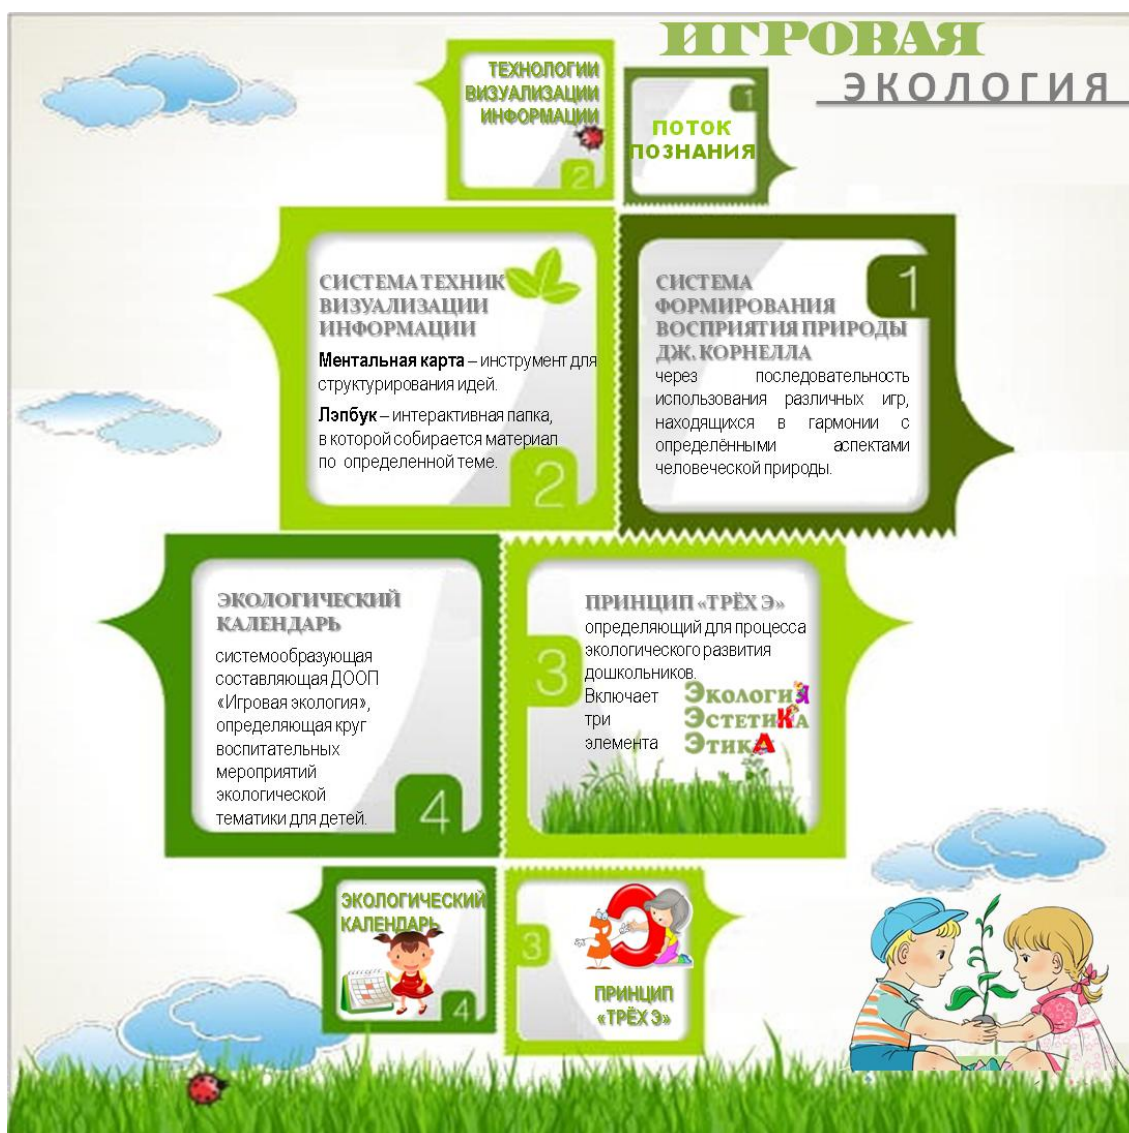 ИГРОВАЯ
ЭКОЛОГИЯ
ТЕХНОЛОГИИ
ВИЗУАЛИЗАЦИИ
ИНФОРМАЦИИ
2
1
ПОТОК
ПОЗНАНИЯ
СИСТЕМА ТЕХНИК
ВИЗУАЛИЗАЦИИ
ИНФОРМАЦИИ
Ментальная карта – инструмент для
структурирования идей.
Лэпбук – интерактивная папка,
в которой собирается материал
по определенной теме.
2
1
СИСТЕМА
ФОРМИРОВАНИЯ
ВОСПРИЯТИЯ ПРИРОДЫ
ДЖ. КОРНЕЛЛА
через последовательность
использования различных игр,
находящихся в гармонии с
определёнными аспектами
человеческой природы.
ЭКОЛОГИЧЕСКИЙ
КАЛЕНДАРЬ
системообразующая
составляющая ДООП
«Игровая экология»,
определяющая круг
воспитательных
мероприятий
экологической
тематики для детей.
4
3
ПРИНЦИП «ТРЁХ Э»
определяющий для процесса
экологического развития
дошкольников.
Включает
три
элемента
ЭКОЛОГИЯ
ЭСТЕТИКА
ЭТИКА
ЭКОЛОГИЧЕСКИЙ
КАЛЕНДАРЬ
4
3
Э
ПРИНЦИП
«ТРЁХ Э»